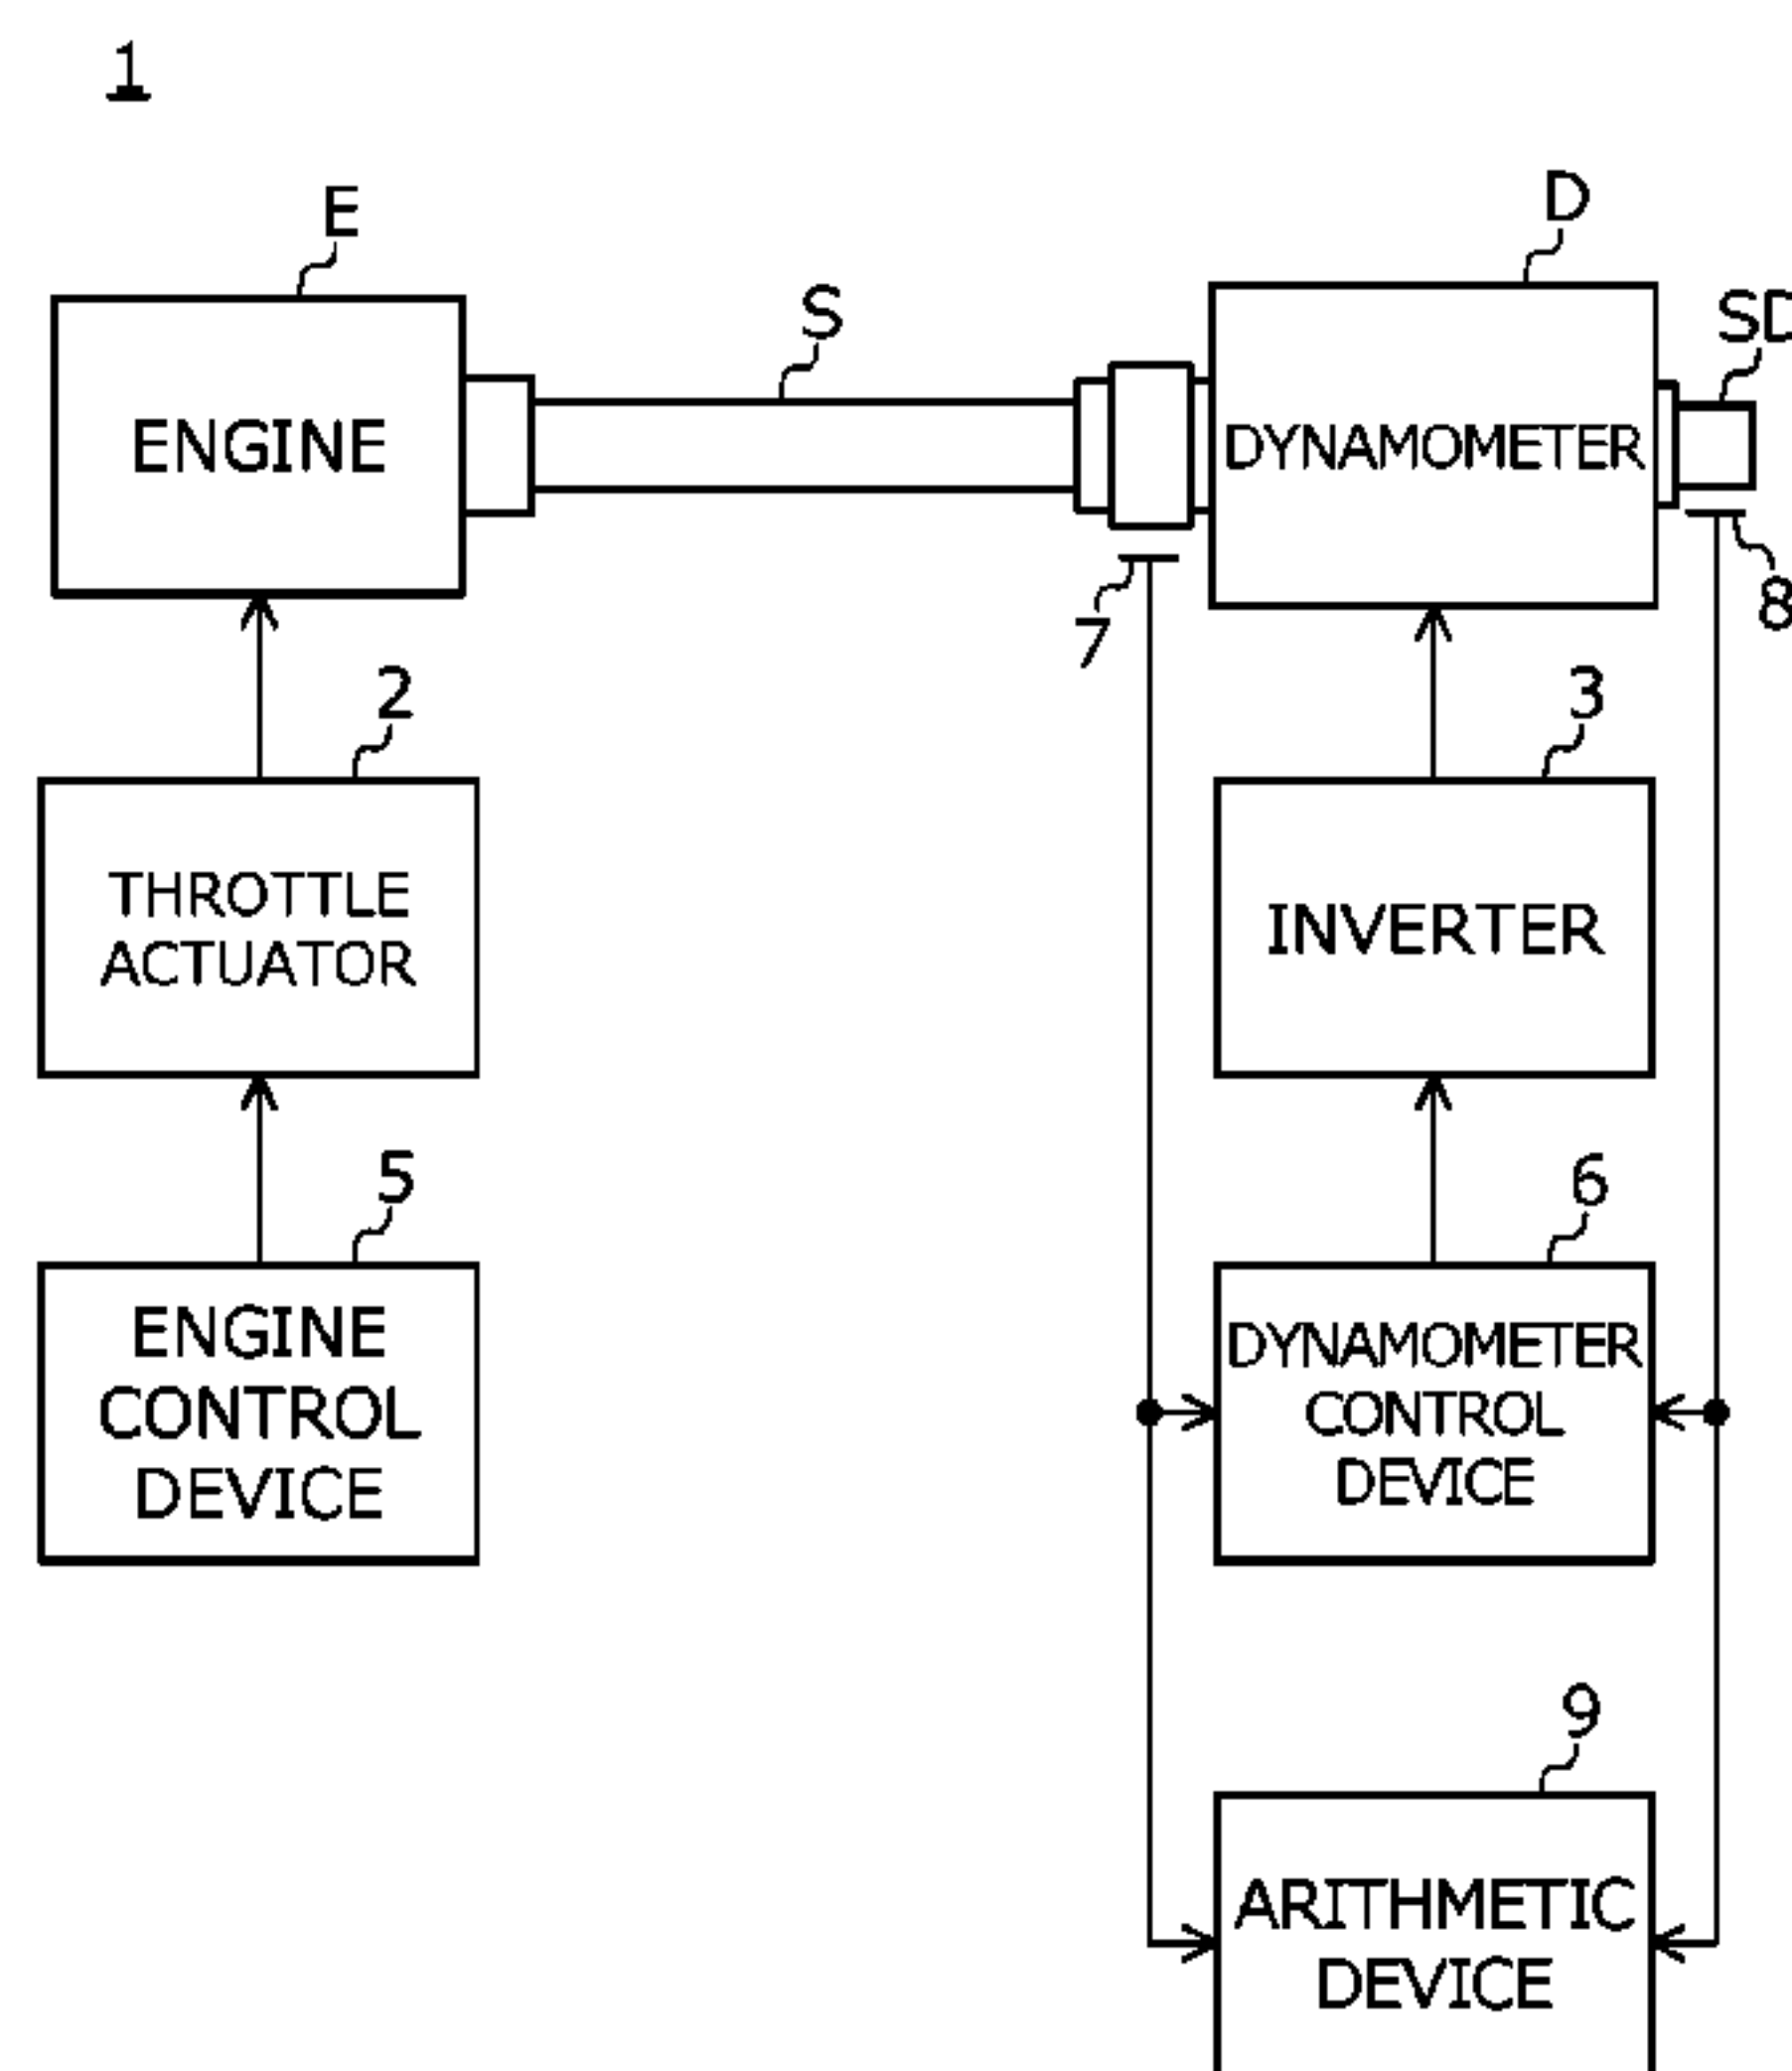 1
E
D
S
SD
ENGINE
DYNAMOMETER
7
8
2
3
THROTTLE
ACTUATOR
INVERTER
5
6
ENGINE
CONTROL
DEVICE
DYNAMOMETER
CONTROL
DEVICE
9
ARITHMETIC
DEVICE